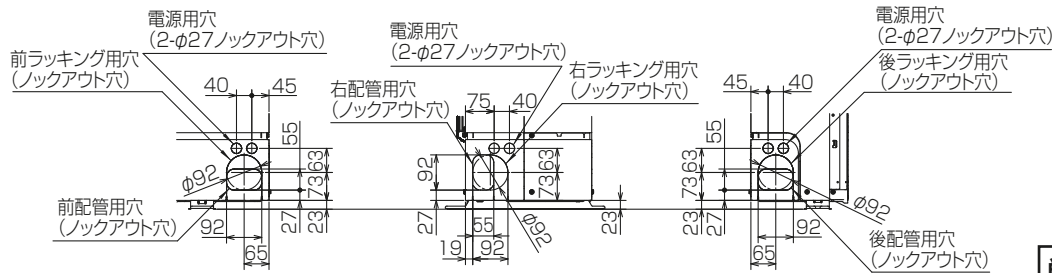 電源用穴
(2-φ27ノックアウト穴)
前ラッキング用穴
(ノックアウト穴)
40
45
55
63
73
φ92
前配管用穴
(ノックアウト穴)
92
65
27
23
電源用穴
(2-φ27ノックアウト穴)
右配管用穴
(ノックアウト穴)
右ラッキング用穴
(ノックアウト穴)
75
40
92
63
73
27
φ92
55
19
92
23
電源用穴
(2-φ27ノックアウト穴)
後ラッキング用穴
(ノックアウト穴)
45
40
55
63
73
27
23
φ92
92
65
後配管用穴
(ノックアウト穴)